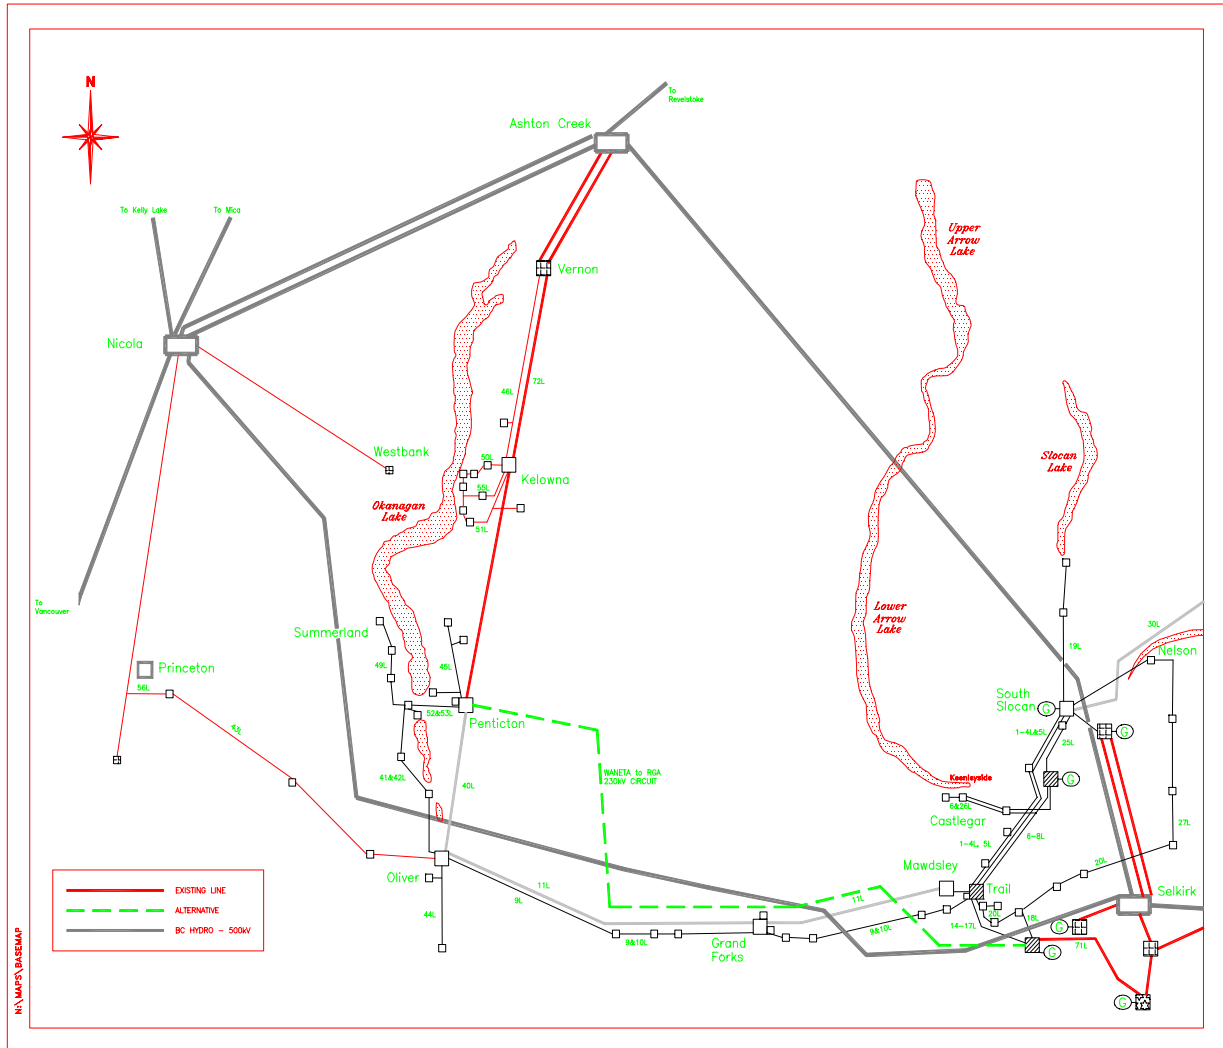 N
To
Revelstoke
Ashton Creek
To Kelly Lake
To Mica
Upper
Arrow
Lake
Vernon
Nicola
46L
72L
Westbank
50L
Kelowna
Slocan
Lake
55L
Okanagan
Lake
51L
To
Vancouver
Lower
Arrow
Lake
30L
Summerland
19L
Nelson
49L
45L
Princeton
56L
South
Slocan
G
52&53L
Penticton
43L
1-4L&5L
25L
G
WANETA to RGA
230kV CIRCUIT
41&42L
40L
Keenleyside
G
6&26L
Castlegar
6-8L
27L
1-4L, 5L
Mawdsley
20L
Oliver
11L
9L
11L
Trail
Selkirk
EXISTING LINE
ALTERNATIVE
BC HYDRO - 500kV
44L
20L
18L
14-17L
G
9&10L
Grand
Forks
9&10L
71L
G
G
N:\MAPS\BASEMAP